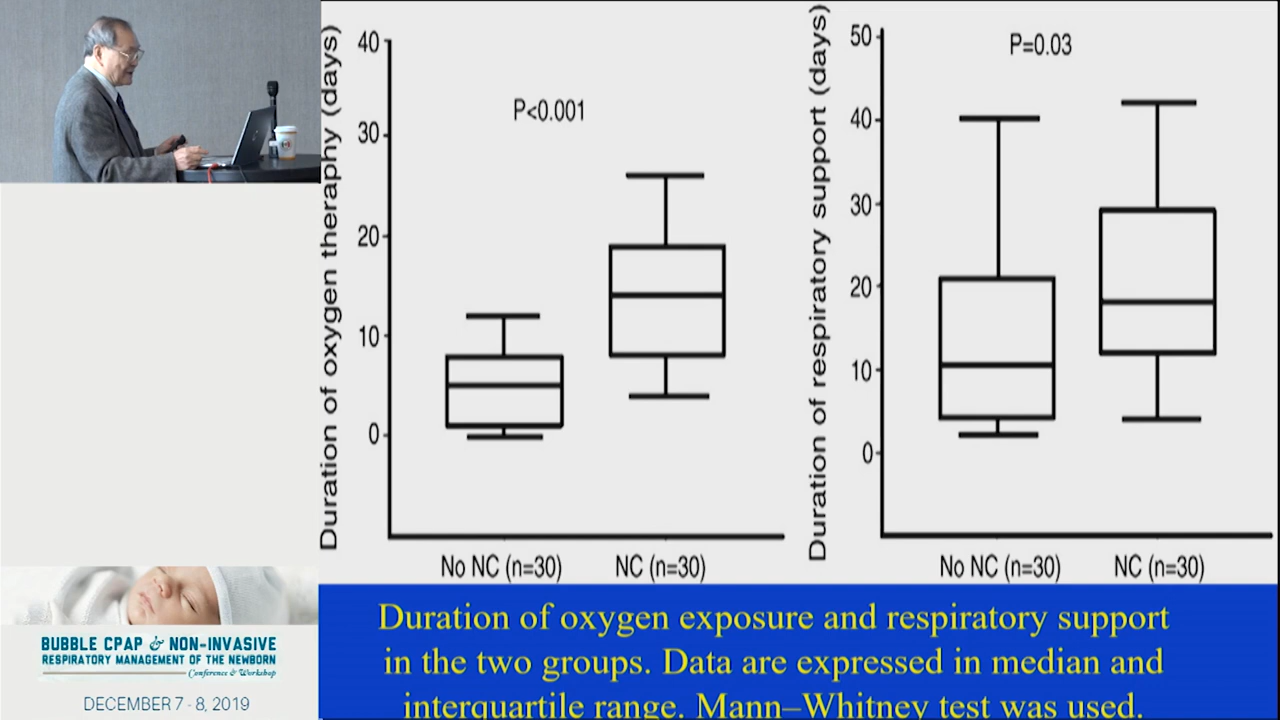 Duration of oxygen theraphy (days)
40
30
20
10
0
P<0.001
No NC (n=30)
NC (n=30)
Duration of respiratory support (days)
50
40
30
20
10
0
P=0.03
No NC (n=30)
NC (n=30)
Duration of oxygen exposure and respiratory support
in the two groups. Data are expressed in median and
interquartile range. Mann–Whitney test was used.
BUBBLE CPAP & NON-INVASIVE
RESPIRATORY MANAGEMENT OF THE NEWBORN
Conference & Workshop
DECEMBER 7 - 8, 2019